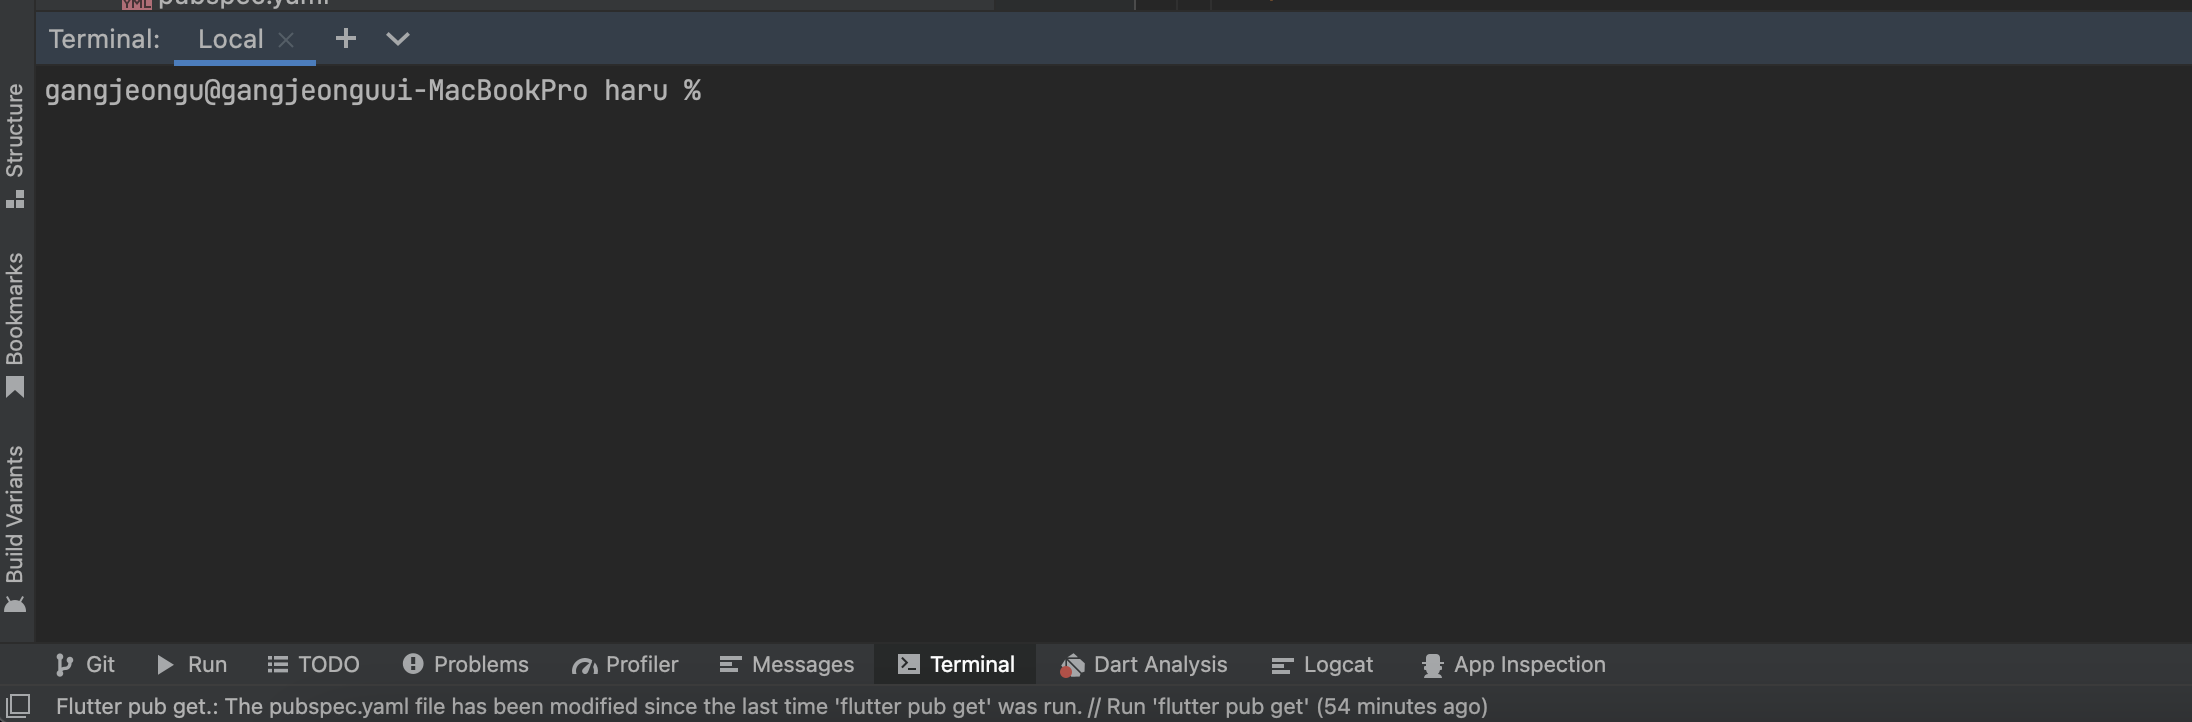 YML pubspec.yaml
Terminal: Local × + 
gangjeongu@gangjeonguui-MacBookPro haru %
Structure
Bookmarks
Build Variants
Git Run TODO Problems Profiler Messages Terminal Dart Analysis Logcat App Inspection
Flutter pub get.: The pubspec.yaml file has been modified since the last time 'flutter pub get' was run. // Run 'flutter pub get' (54 minutes ago)